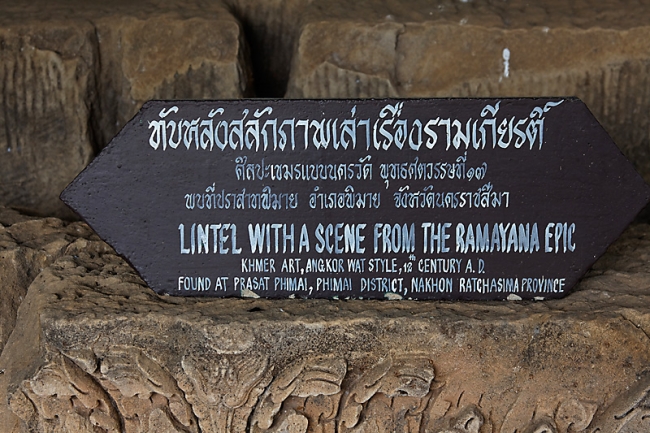 ทับหลังสลักภาพเล่าเรื่องรามเกียรติ์
ศิลปะเขมรแบบนครวัด พุทธศตวรรษที่๑๗
พบที่ปราสาทพิมาย อำเภอพิมาย จังหวัดนครราชสีมา
LINTEL WITH A SCENE FROM THE RAMAYANA EPIC
KHMER ART, ANGKOR WAT STYLE, 12TH CENTURY A.D.
FOUND AT PRASAT PHIMAI, PHIMAI DISTRICT, NAKHON RATCHASIMA PROVINCE